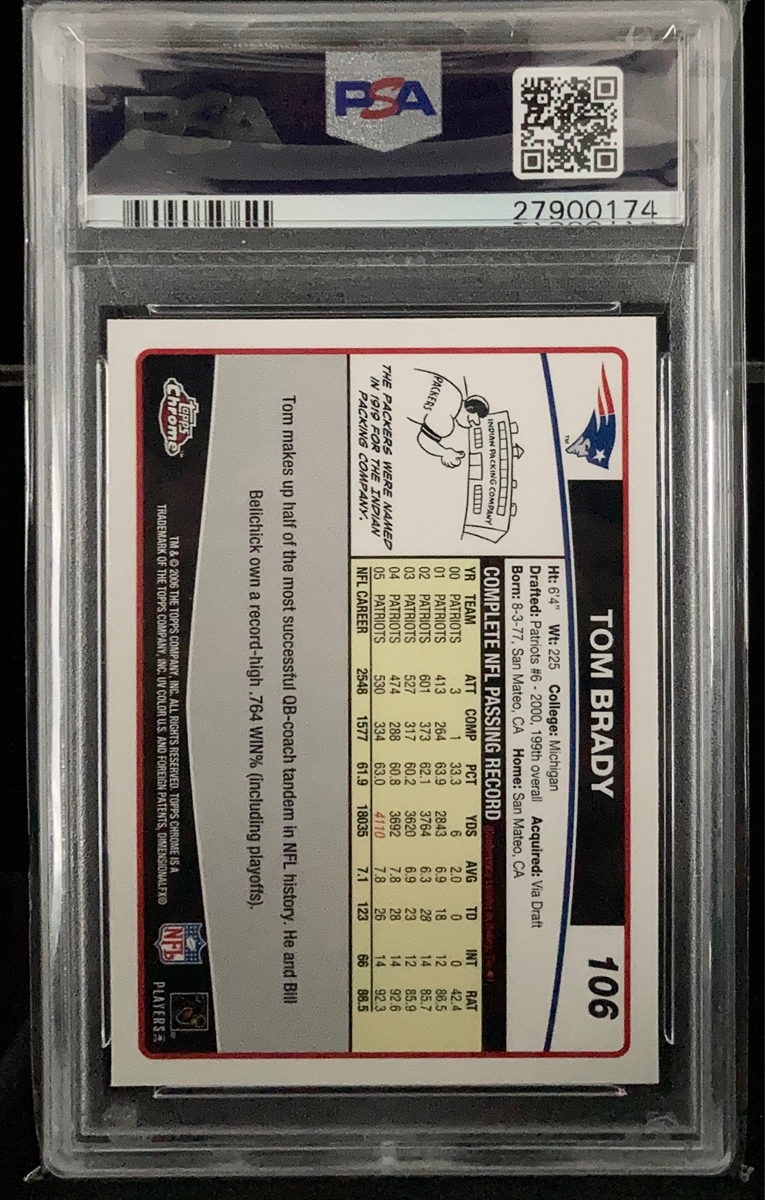 PSA
27900174
106
TOM BRADY
Ht: 6'4" Wt: 225 College: Michigan
Drafted: Patriots #6 - 2000, 199th overall Acquired: Via Draft
Born: 8-3-77, San Mateo, CA Home: San Mateo, CA
COMPLETE NFL PASSING RECORD
YR TEAM ATT COMP PCT YDS AVG TD INT RAT
00 PATRIOTS 3 1 33.3 6 2.0 0 0 42.4
01 PATRIOTS 413 264 63.9 2843 6.9 18 12 86.5
02 PATRIOTS 601 373 62.1 3764 6.3 28 14 85.7
03 PATRIOTS 527 317 60.2 3620 6.9 23 12 85.9
04 PATRIOTS 474 288 60.8 3692 7.8 28 14 92.6
05 PATRIOTS 530 334 63.0 4110 7.8 26 14 92.3
NFL CAREER 2548 1577 61.9 18035 7.1 123 66 88.5
INDIAN PACKING COMPANY
PACKERS
THE PACKERS WERE NAMED
IN 1919 FOR THE INDIAN
PACKING COMPANY.
Tom makes up half of the most successful QB-coach tandem in NFL history. He and Bill
Belichick own a record-high .764 WIN% (including playoffs).
Topps
Chrome
TM & © 2006 THE TOPPS COMPANY, INC. ALL RIGHTS RESERVED. TOPPS CHROME IS A
TRADEMARK OF THE TOPPS COMPANY, INC. UV COLOR U.S. AND FOREIGN PATENTS, DIMENSIONALFX®
NFL
PLAYERS